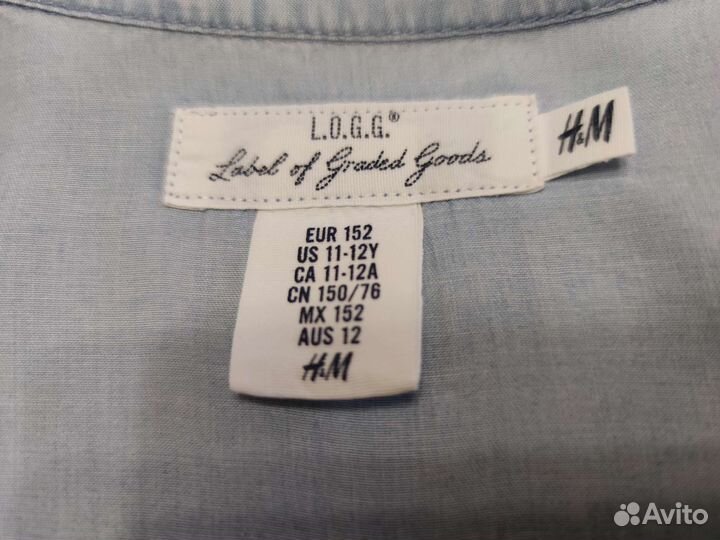 L.O.G.G.®
Label of Graded Goods
H&M
EUR 152
US 11-12Y
CA 11-12A
CN 150/76
MX 152
AUS 12
H&M
Avito